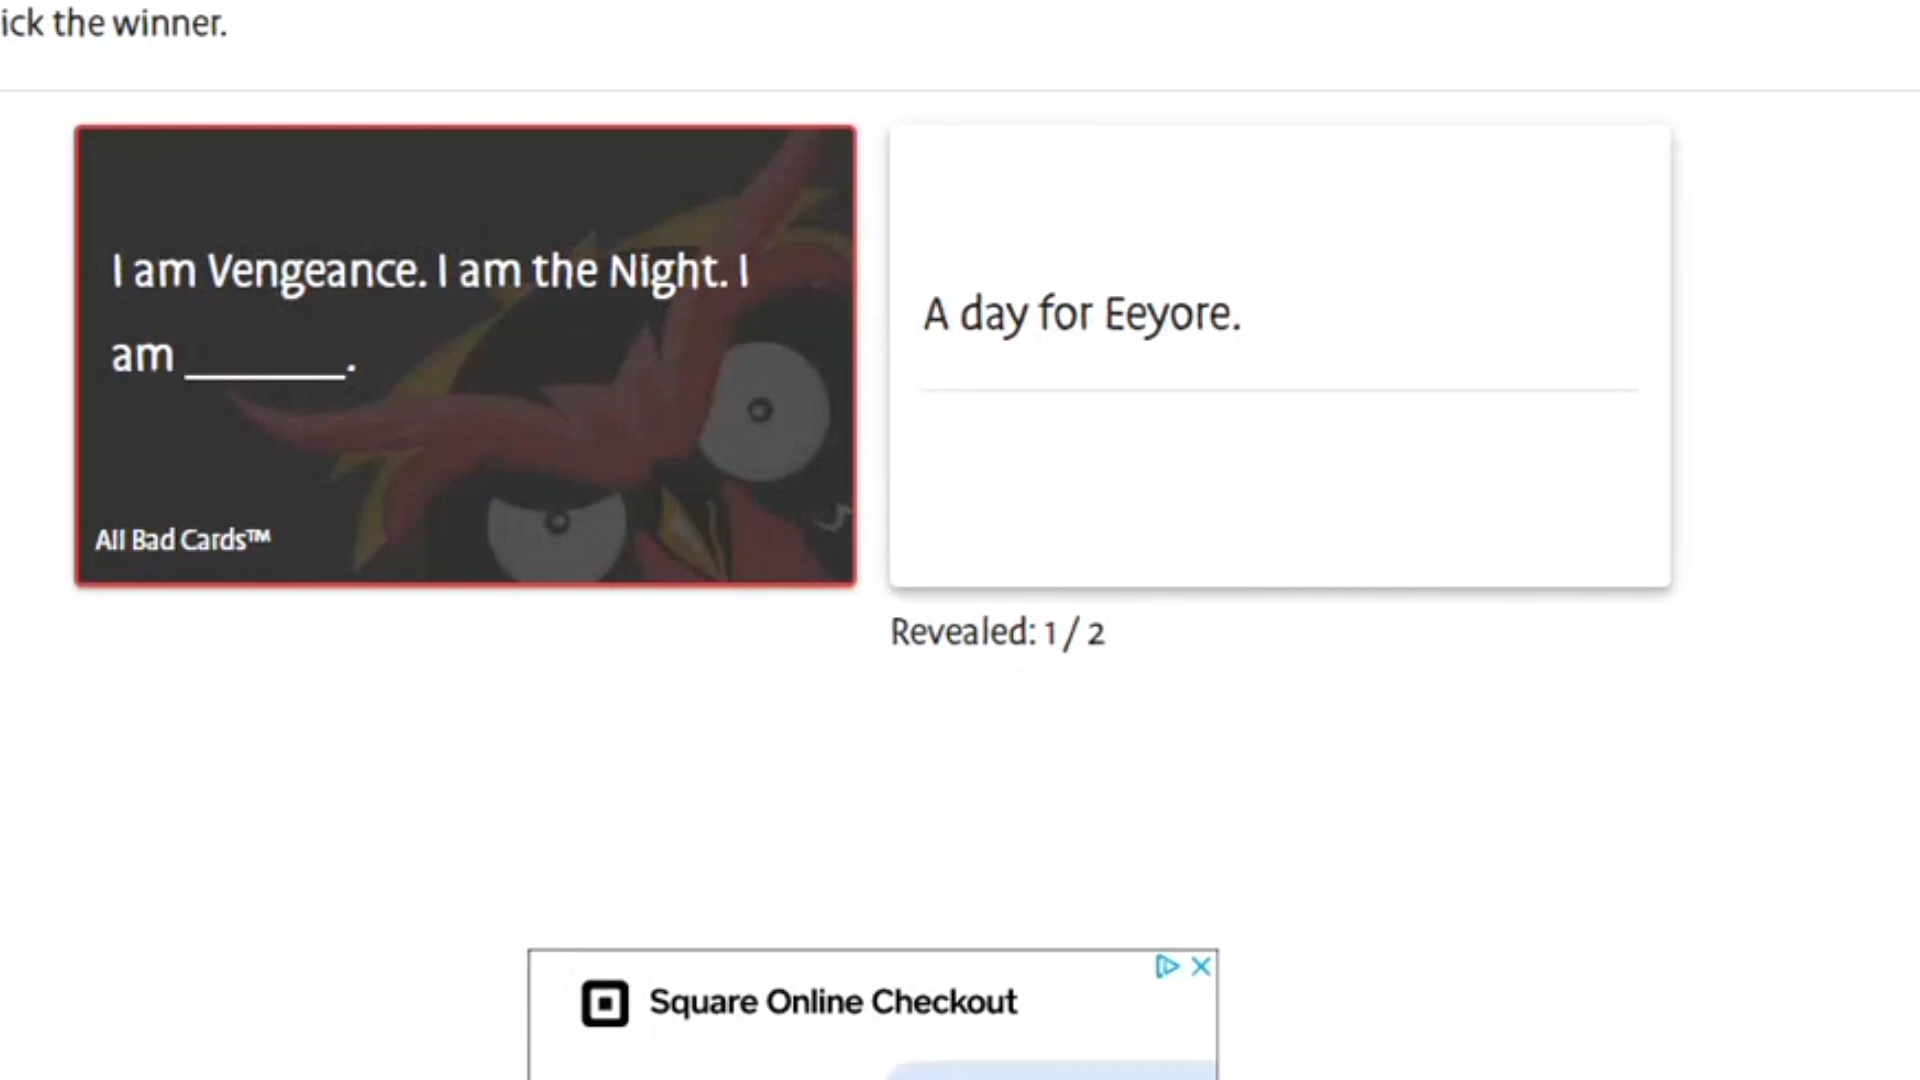 ick the winner.
I am Vengeance. I am the Night. I
am _______.
All Bad Cards™
A day for Eeyore.
Revealed: 1 / 2
Square Online Checkout